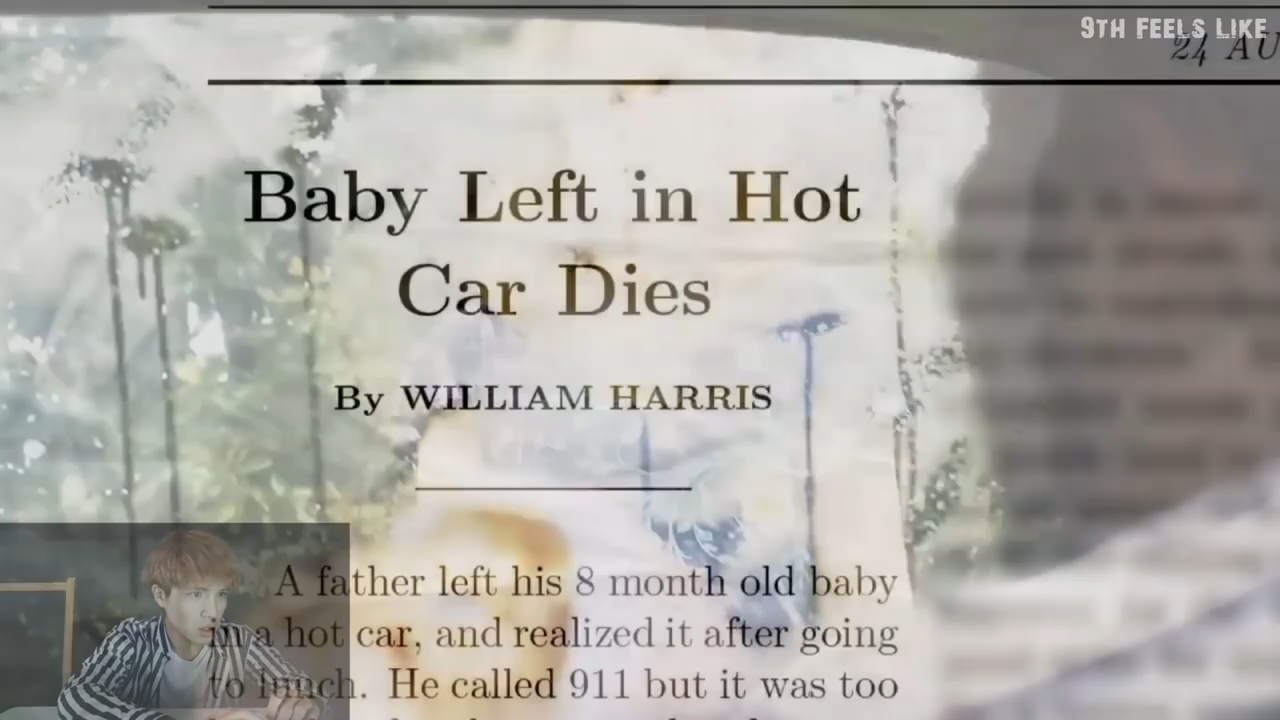 9TH FEELS LIKE
24 AU
Baby Left in Hot
Car Dies
By WILLIAM HARRIS
A father left his 8 month old baby
in a hot car, and realized it after going
to lunch. He called 911 but it was too